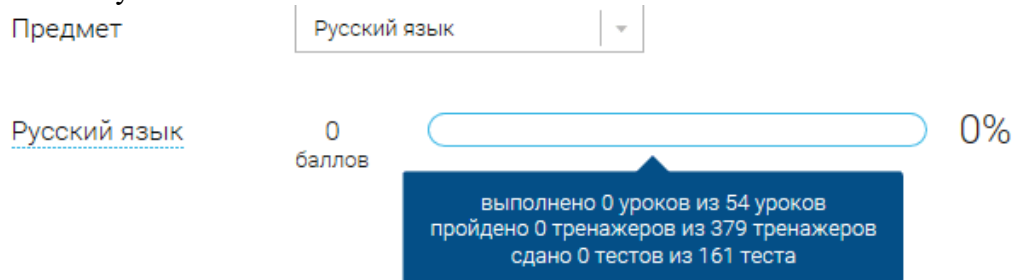 Предмет
Русский язык
Русский язык
0
баллов
0%
выполнено 0 уроков из 54 уроков
пройдено 0 тренажеров из 379 тренажеров
сдано 0 тестов из 161 теста